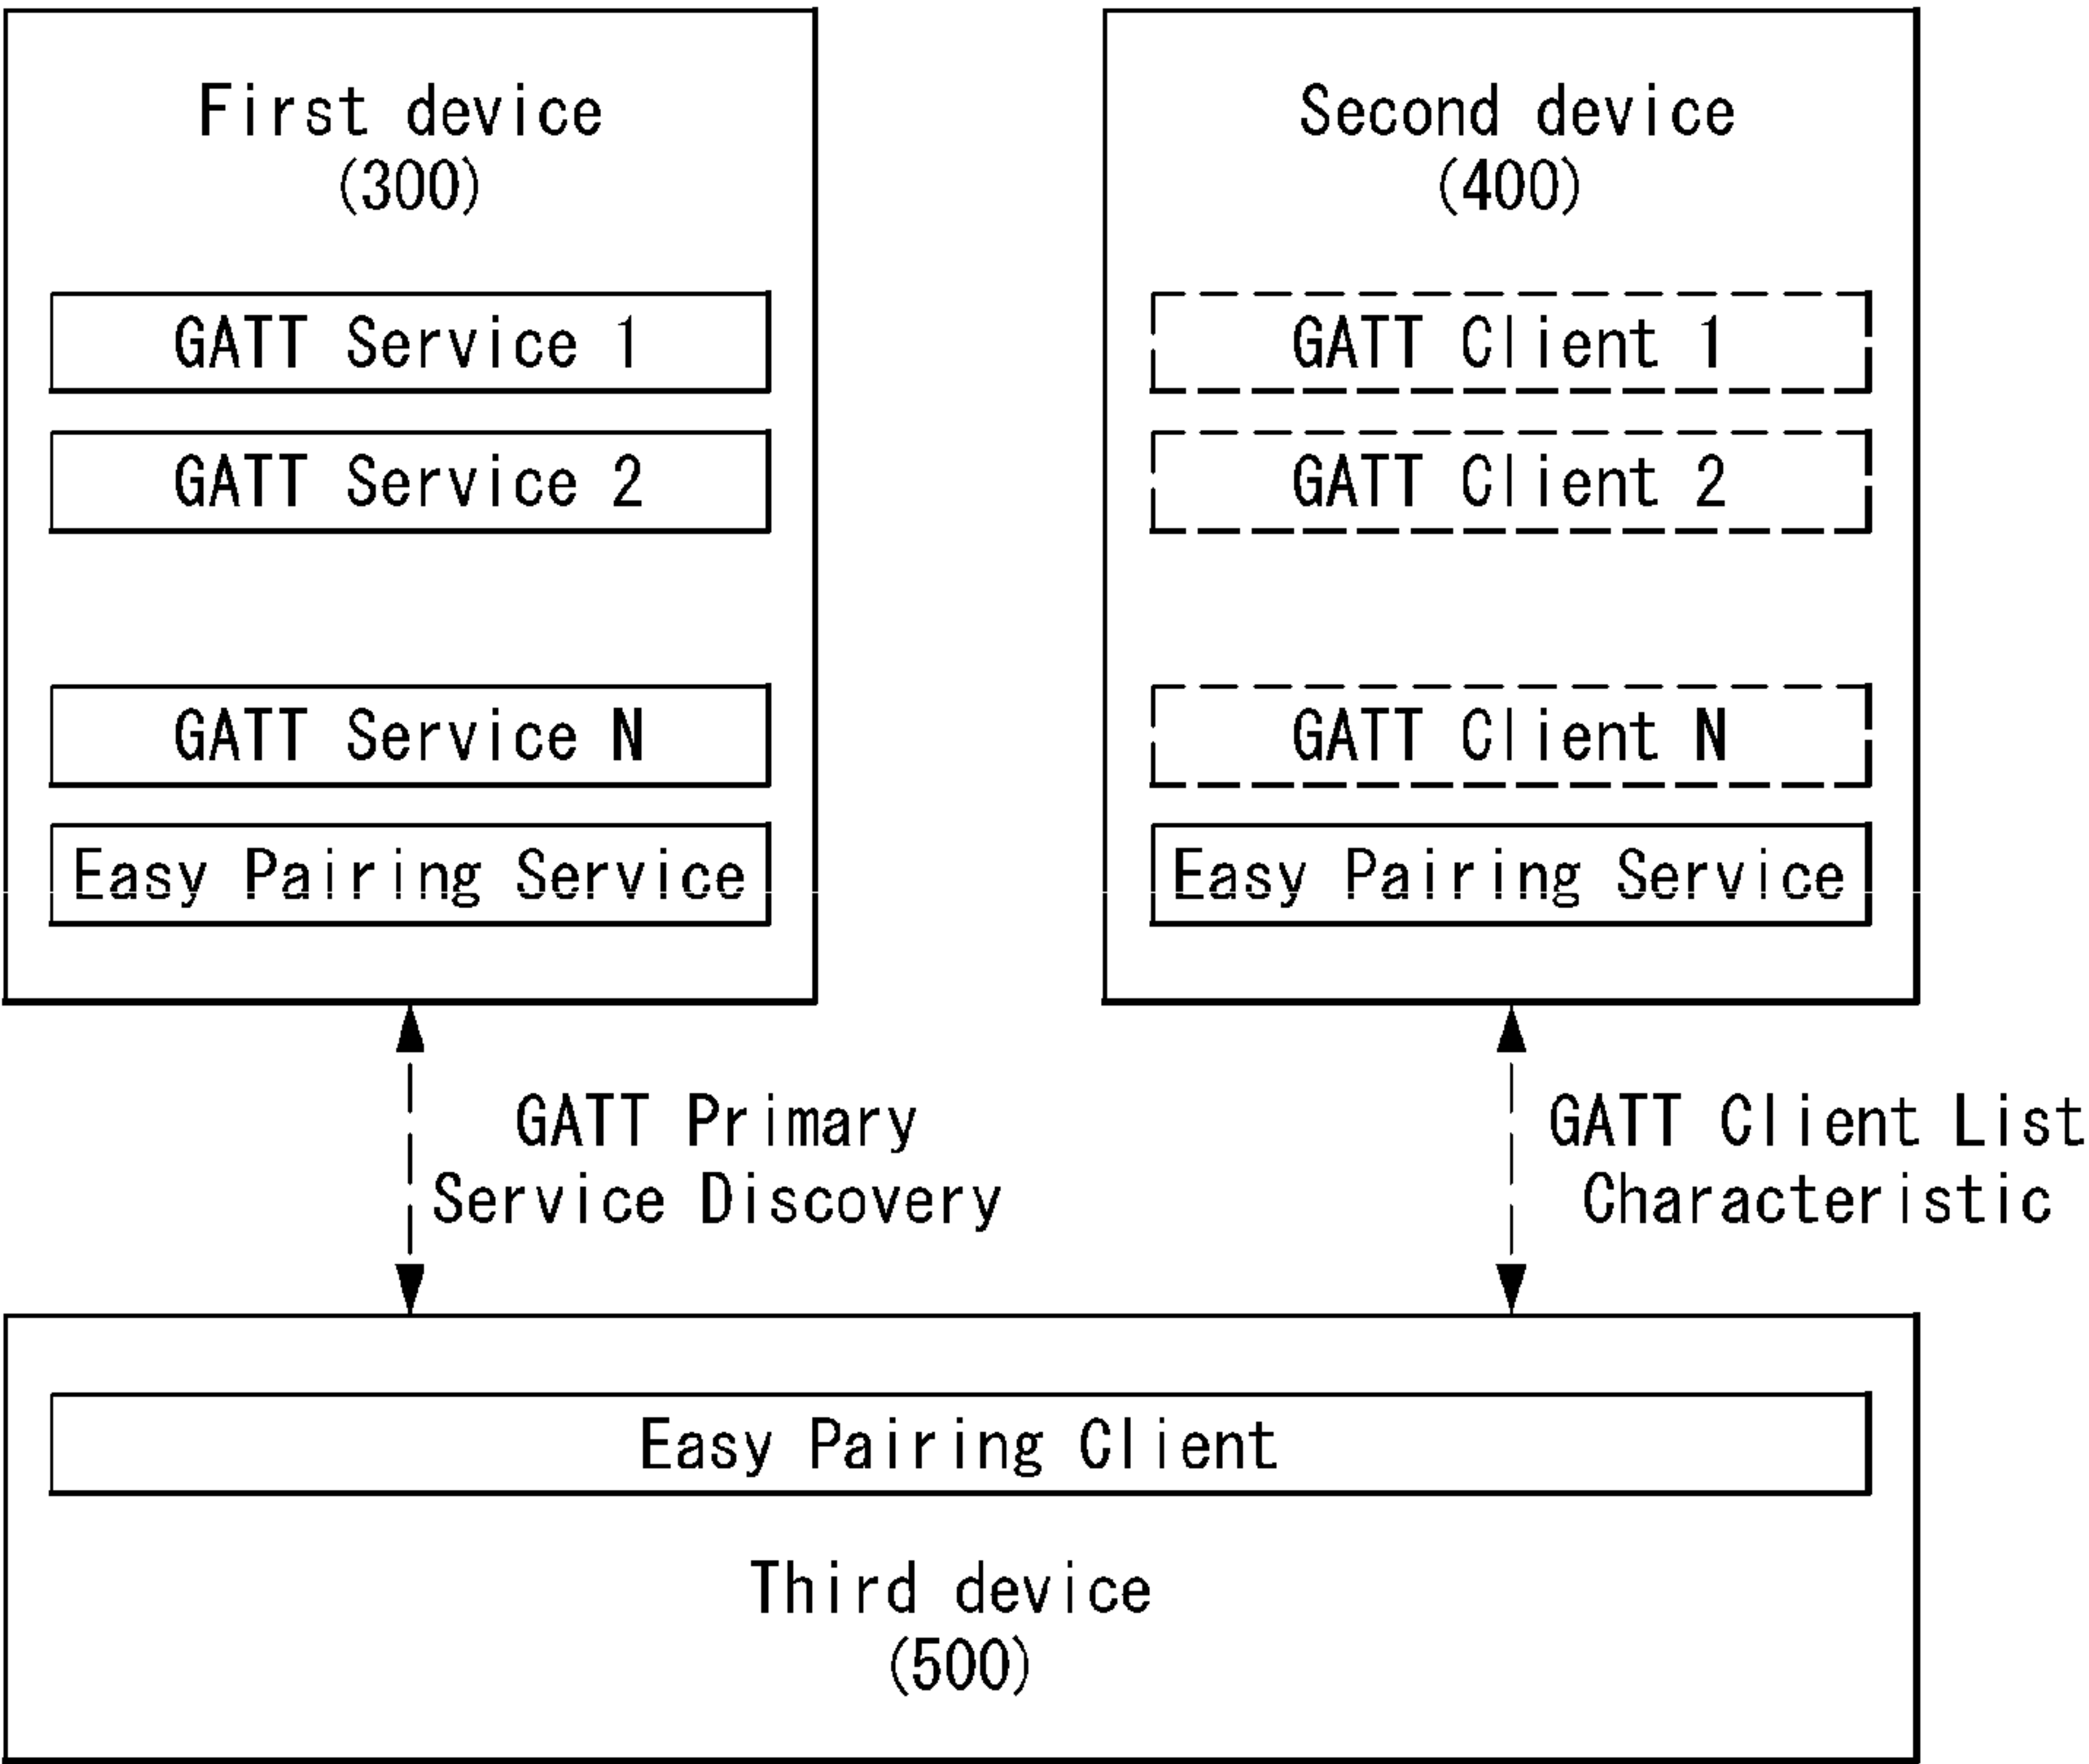 First device
(300)
GATT Service 1
GATT Service 2
GATT Service N
Easy Pairing Service
Second device
(400)
GATT Client 1
GATT Client 2
GATT Client N
Easy Pairing Service
GATT Primary
Service Discovery
GATT Client List
Characteristic
Easy Pairing Client
Third device
(500)